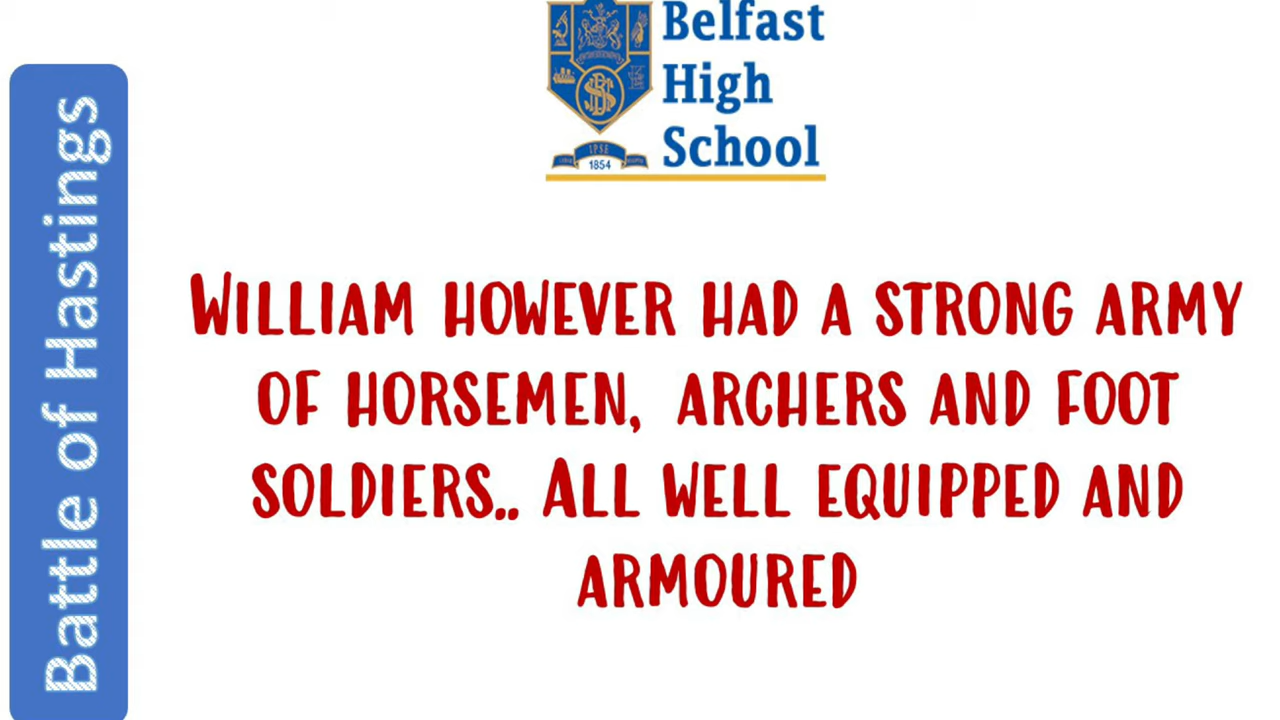 Belfast
High
School
IPSE
1854
Battle of Hastings
WILLIAM HOWEVER HAD A STRONG ARMY
OF HORSEMEN, ARCHERS AND FOOT
SOLDIERS.. ALL WELL EQUIPPED AND
ARMOURED